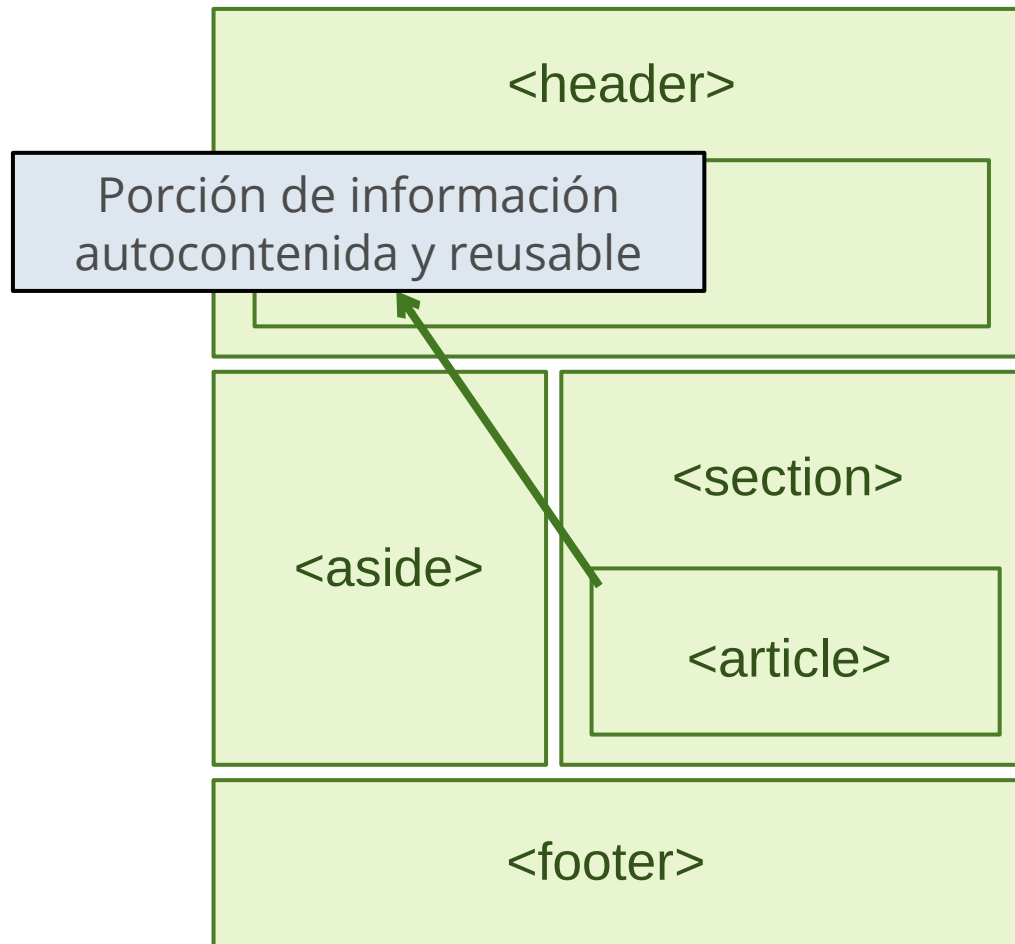 <header>
Porción de información
autocontenida y reusable
<section>
<aside>
<article>
<footer>